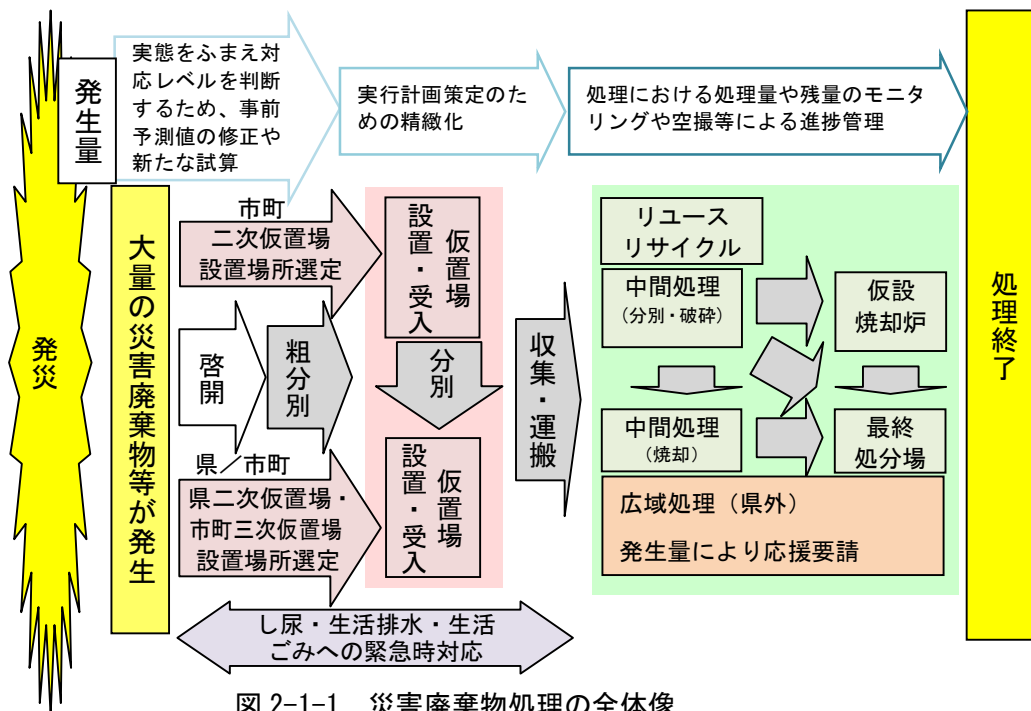 発災
発生量
実態をふまえ対
応レベルを判断
するため、事前
予測値の修正や
新たな試算
実行計画策定のた
めの精緻化
処理における処理量や残量のモニタ
リングや空撮等による進捗管理
処理終了
大量の災害廃棄物等が発生
市町
二次仮置場
設置場所選定
啓開
粗分別
県／市町
県二次仮置場・
市町三次仮置場
設置場所選定
仮置場
設置・受入
分別
仮置場
設置・受入
収集・運搬
リユース
リサイクル
中間処理
（分別・破砕）
仮設
焼却炉
中間処理
（焼却）
最終
処分場
広域処理（県外）
発生量により応援要請
し尿・生活排水・生活
ごみへの緊急時対応
図 2-1-1 災害廃棄物処理の全体像